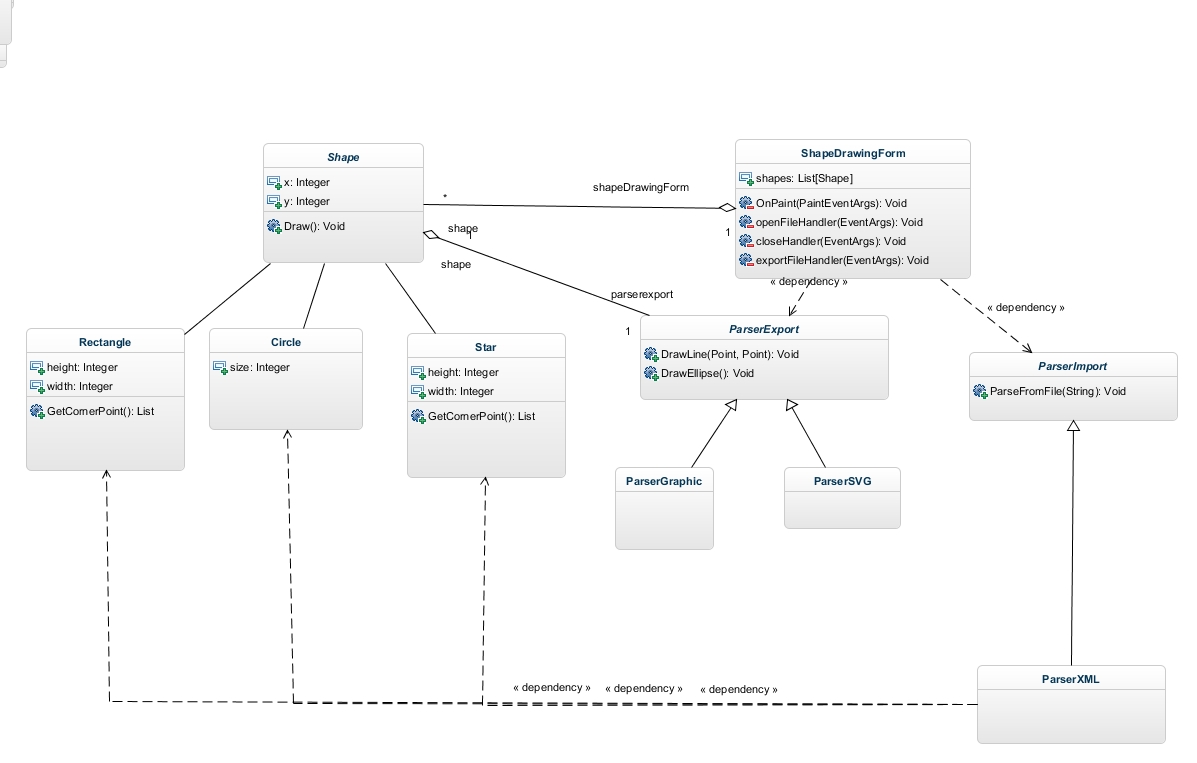 Shape
x: Integer
y: Integer
Draw(): Void
ShapeDrawingForm
shapes: List[Shape]
OnPaint(PaintEventArgs): Void
openFileHandler(EventArgs): Void
closeHandler(EventArgs): Void
exportFileHandler(EventArgs): Void
shapeDrawingForm
*
1
shape
1
shape
parserexport
1
« dependency »
« dependency »
Rectangle
height: Integer
width: Integer
GetCornerPoint(): List
Circle
size: Integer
Star
height: Integer
width: Integer
GetCornerPoint(): List
ParserExport
DrawLine(Point, Point): Void
DrawEllipse(): Void
ParserImport
ParseFromFile(String): Void
ParserGraphic
ParserSVG
« dependency »
« dependency »
« dependency »
ParserXML